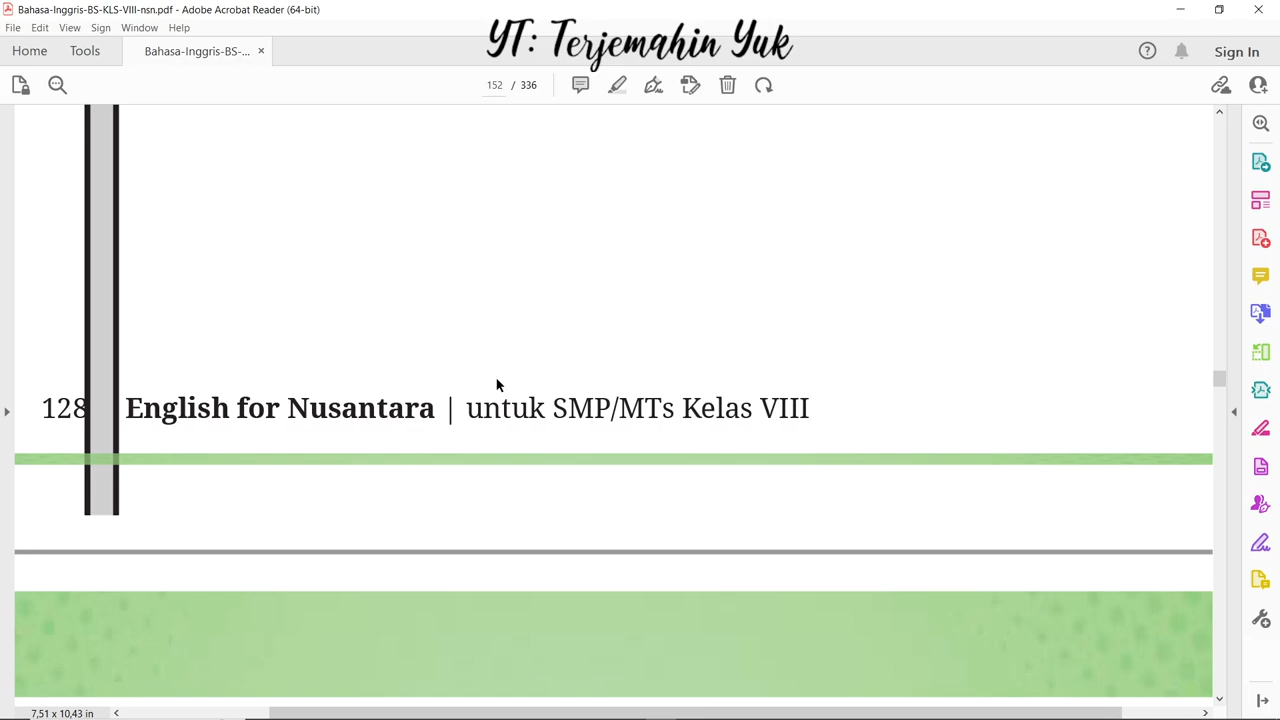 Bahasa-Inggris-BS-KLS-VIII-nsn.pdf - Adobe Acrobat Reader (64-bit)
File Edit View Sign Window Help
YT: Terjemahin Yuk
Home Tools Bahasa-Inggris-BS-... × Sign In
152 / 336
128 English for Nusantara | untuk SMP/MTs Kelas VIII
7,51 x 10,43 in